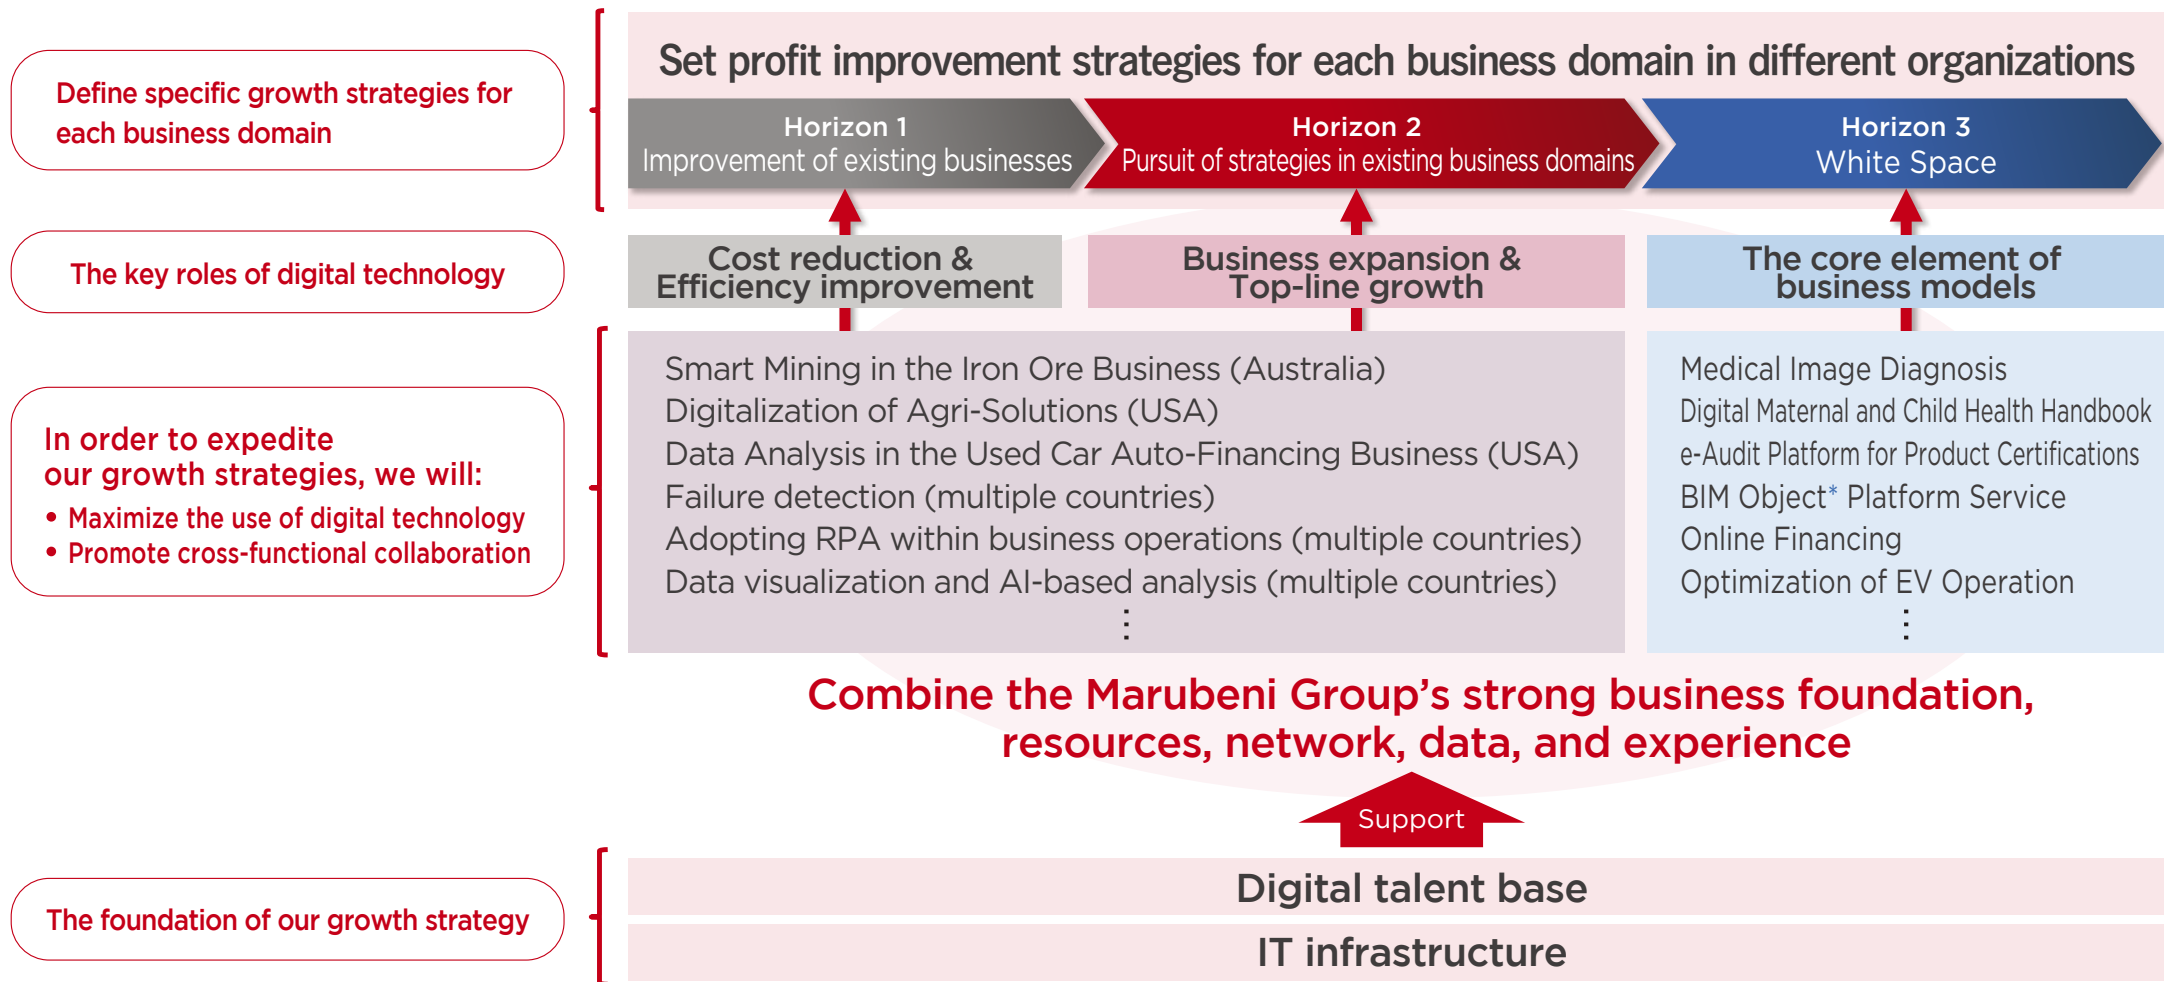 Set profit improvement strategies for each business domain in different organizations
Define specific growth strategies for
each business domain
Horizon 1
Improvement of existing businesses
Horizon 2
Pursuit of strategies in existing business domains
Horizon 3
White Space
The key roles of digital technology
Cost reduction &
Efficiency improvement
Business expansion &
Top-line growth
The core element of
business models
In order to expedite
our growth strategies, we will:
• Maximize the use of digital technology
• Promote cross-functional collaboration
Smart Mining in the Iron Ore Business (Australia)
Digitalization of Agri-Solutions (USA)
Data Analysis in the Used Car Auto-Financing Business (USA)
Failure detection (multiple countries)
Adopting RPA within business operations (multiple countries)
Data visualization and AI-based analysis (multiple countries)
⋮
Medical Image Diagnosis
Digital Maternal and Child Health Handbook
e-Audit Platform for Product Certifications
BIM Object* Platform Service
Online Financing
Optimization of EV Operation
⋮
Combine the Marubeni Group’s strong business foundation,
resources, network, data, and experience
Support
The foundation of our growth strategy
Digital talent base
IT infrastructure